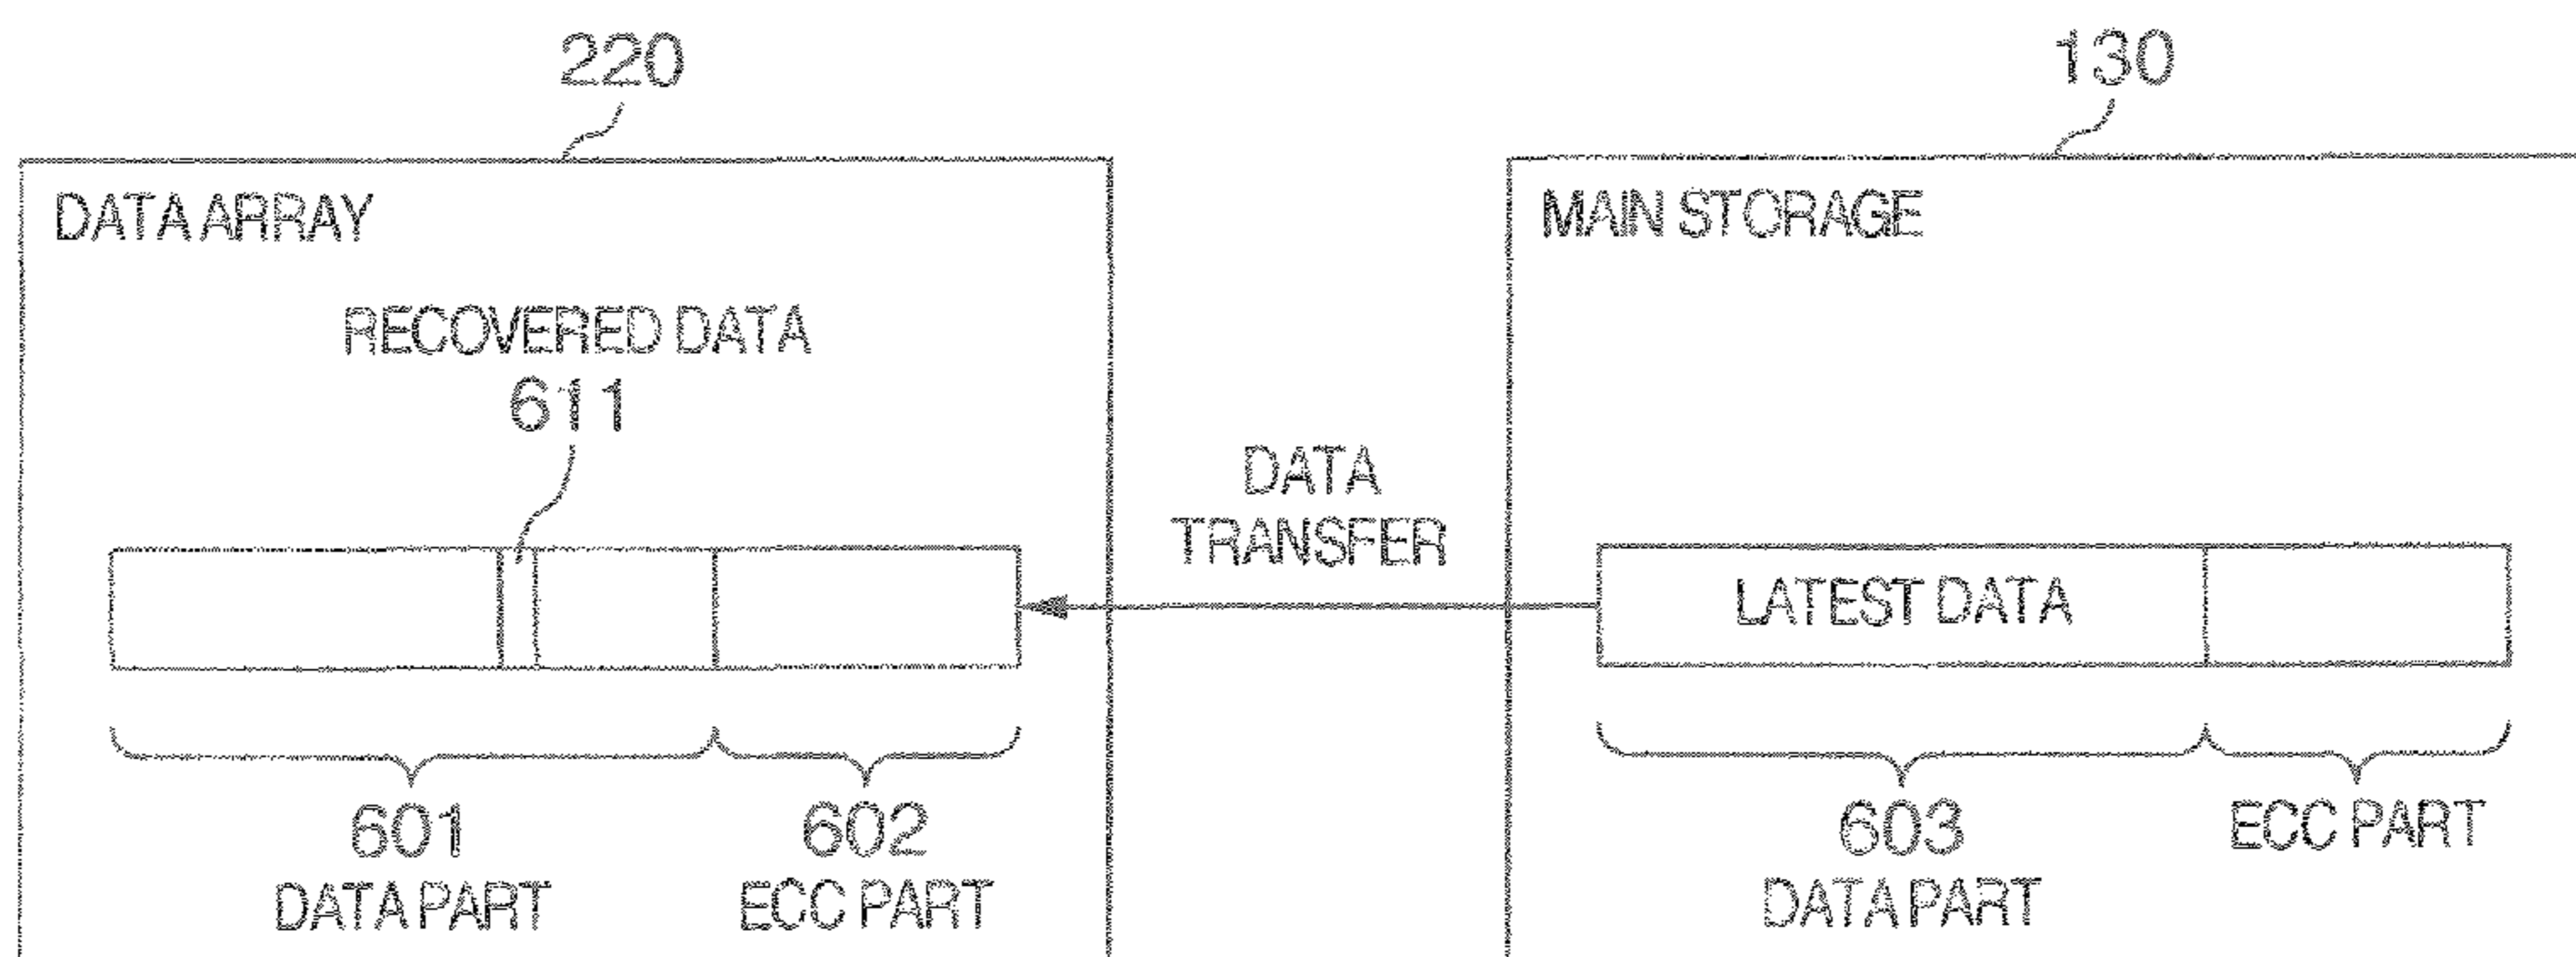 220
130
DATA ARRAY
MAIN STORAGE
RECOVERED DATA
611
DATA
TRANSFER
LATEST DATA
601
602
603
ECC PART
DATA PART
ECC PART
DATA PART